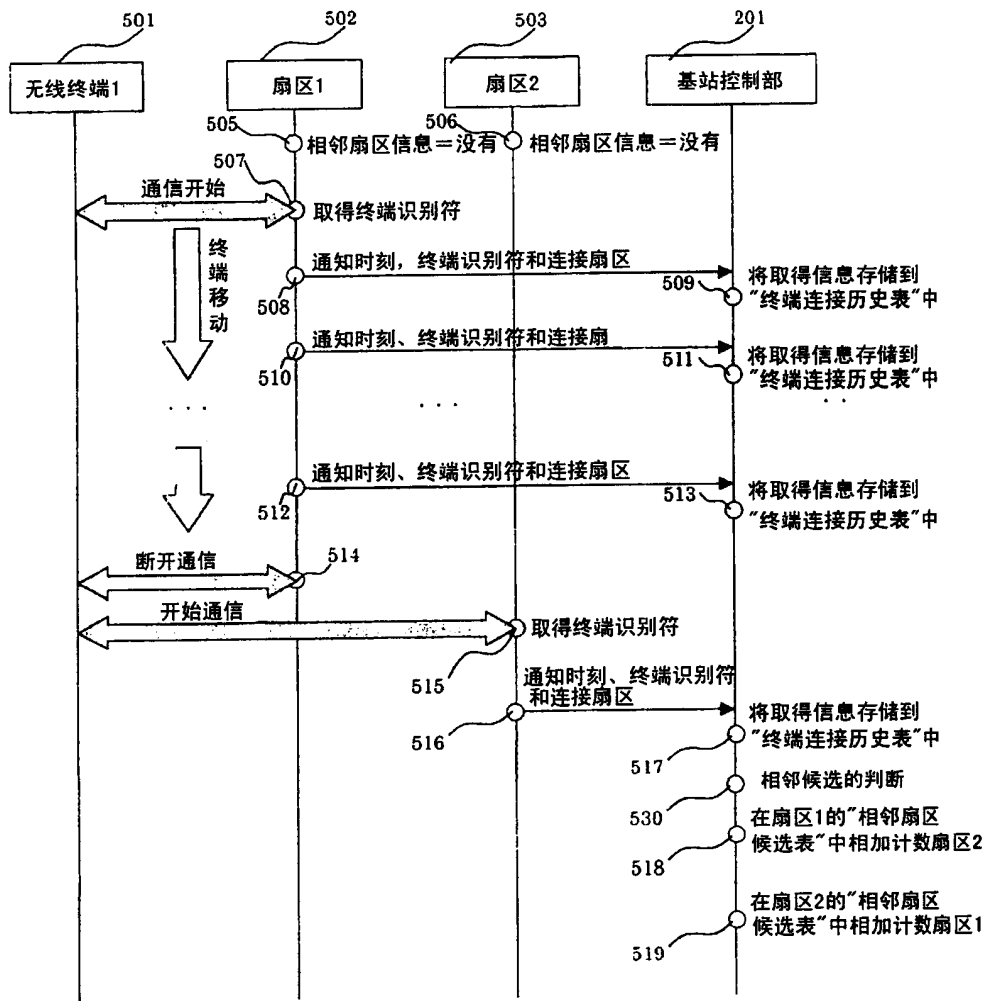 501
502
503
201
无线终端1
扇区1
扇区2
基站控制部
505
相邻扇区信息＝没有
506
相邻扇区信息＝没有
507
通信开始
取得终端识别符
终端移动
通知时刻，终端识别符和连接扇区
508
509
将取得信息存储到
"终端连接历史表"中
通知时刻、终端识别符和连接扇
510
511
将取得信息存储到
"终端连接历史表"中
· · ·
· · ·
· ·
通知时刻、终端识别符和连接扇区
512
513
将取得信息存储到
"终端连接历史表"中
断开通信
514
开始通信
取得终端识别符
515
通知时刻、终端识别符
和连接扇区
516
将取得信息存储到
"终端连接历史表"中
517
相邻候选的判断
530
在扇区1的"相邻扇区
候选表"中相加计数扇区2
518
在扇区2的"相邻扇区
候选表"中相加计数扇区1
519